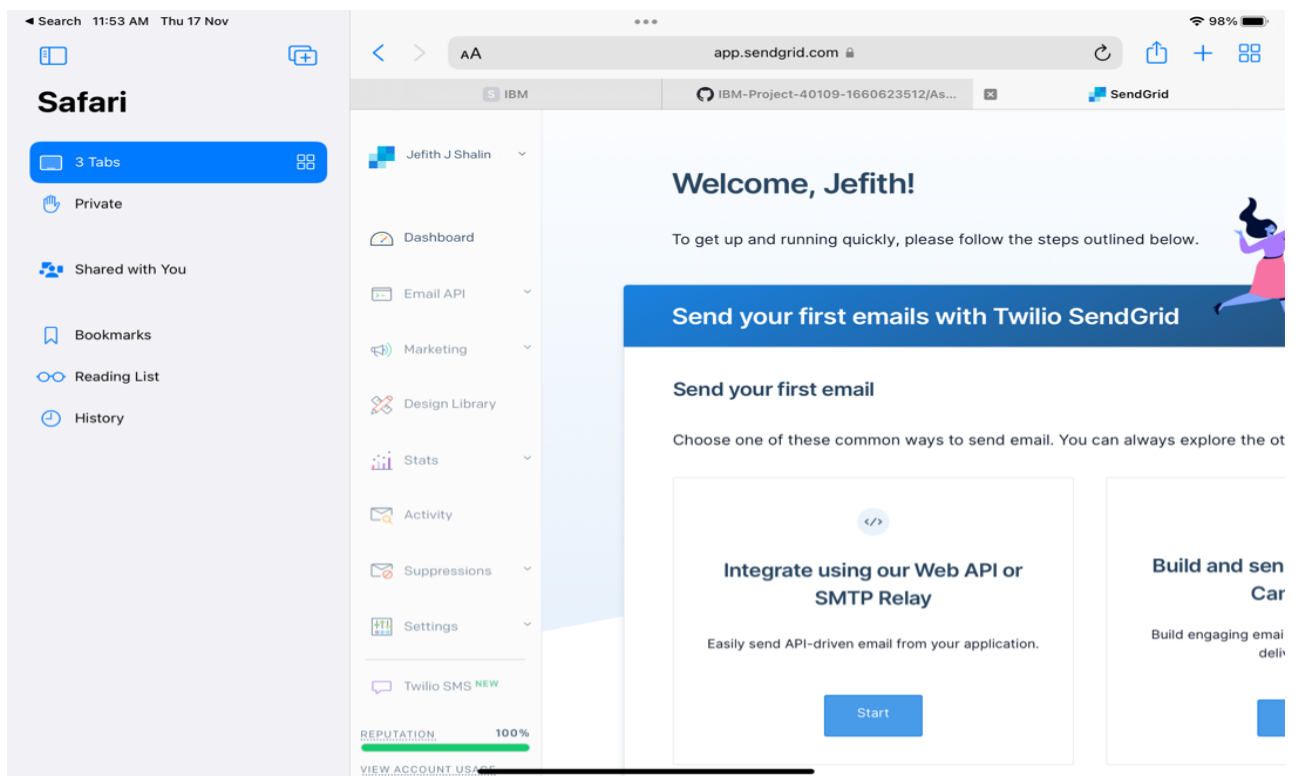 Search 11:53 AM Thu 17 Nov
98%
Safari
3 Tabs
Private
Shared with You
Bookmarks
Reading List
History
AA
app.sendgrid.com
S IBM
IBM-Project-40109-1660623512/As...
SendGrid
Jefith J Shalin
Dashboard
Email API
Marketing
Design Library
Stats
Activity
Suppressions
Settings
Twilio SMS NEW
REPUTATION 100%
VIEW ACCOUNT USAGE
Welcome, Jefith!
To get up and running quickly, please follow the steps outlined below.
Send your first emails with Twilio SendGrid
Send your first email
Choose one of these common ways to send email. You can always explore the ot
</>
Integrate using our Web API or
SMTP Relay
Easily send API-driven email from your application.
Start
Build and sen
Car
Build engaging emai
deliv